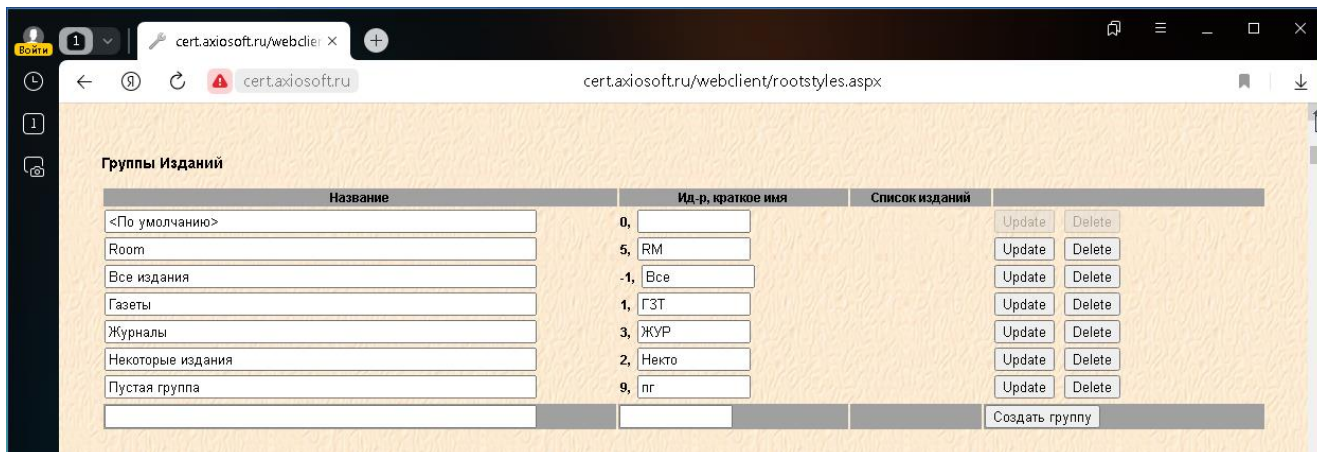 Войти
1
cert.axiosoft.ru/webclier
cert.axiosoft.ru
cert.axiosoft.ru/webclient/rootstyles.aspx
1
Группы Изданий
Название Ид-р, краткое имя Список изданий
<По умолчанию> 0, Update Delete
Room 5, RM Update Delete
Все издания -1, Все Update Delete
Газеты 1, ГЗТ Update Delete
Журналы 3, ЖУР Update Delete
Некоторые издания 2, Некто Update Delete
Пустая группа 9, пг Update Delete
Создать группу